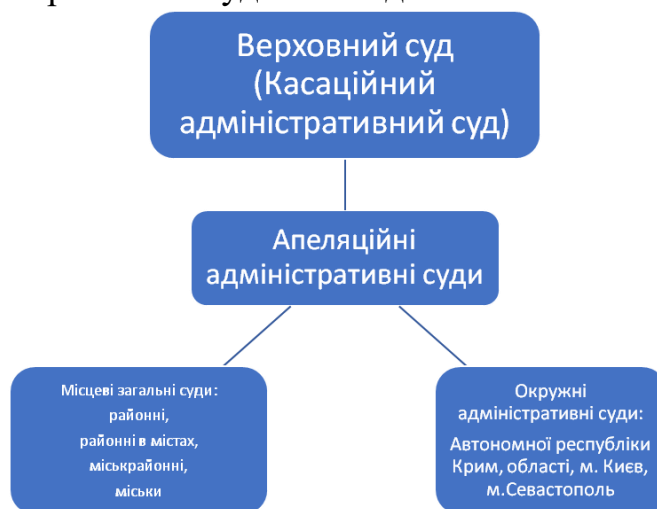 Верховний суд
(Касаційний
адміністративний суд)
Апеляційні
адміністративні суди
Місцеві загальні суди:
районні,
районні в містах,
міськрайонні,
міськи
Окружні
адміністративні суди:
Автономної республіки
Крим, області, м. Києв,
м.Севастополь